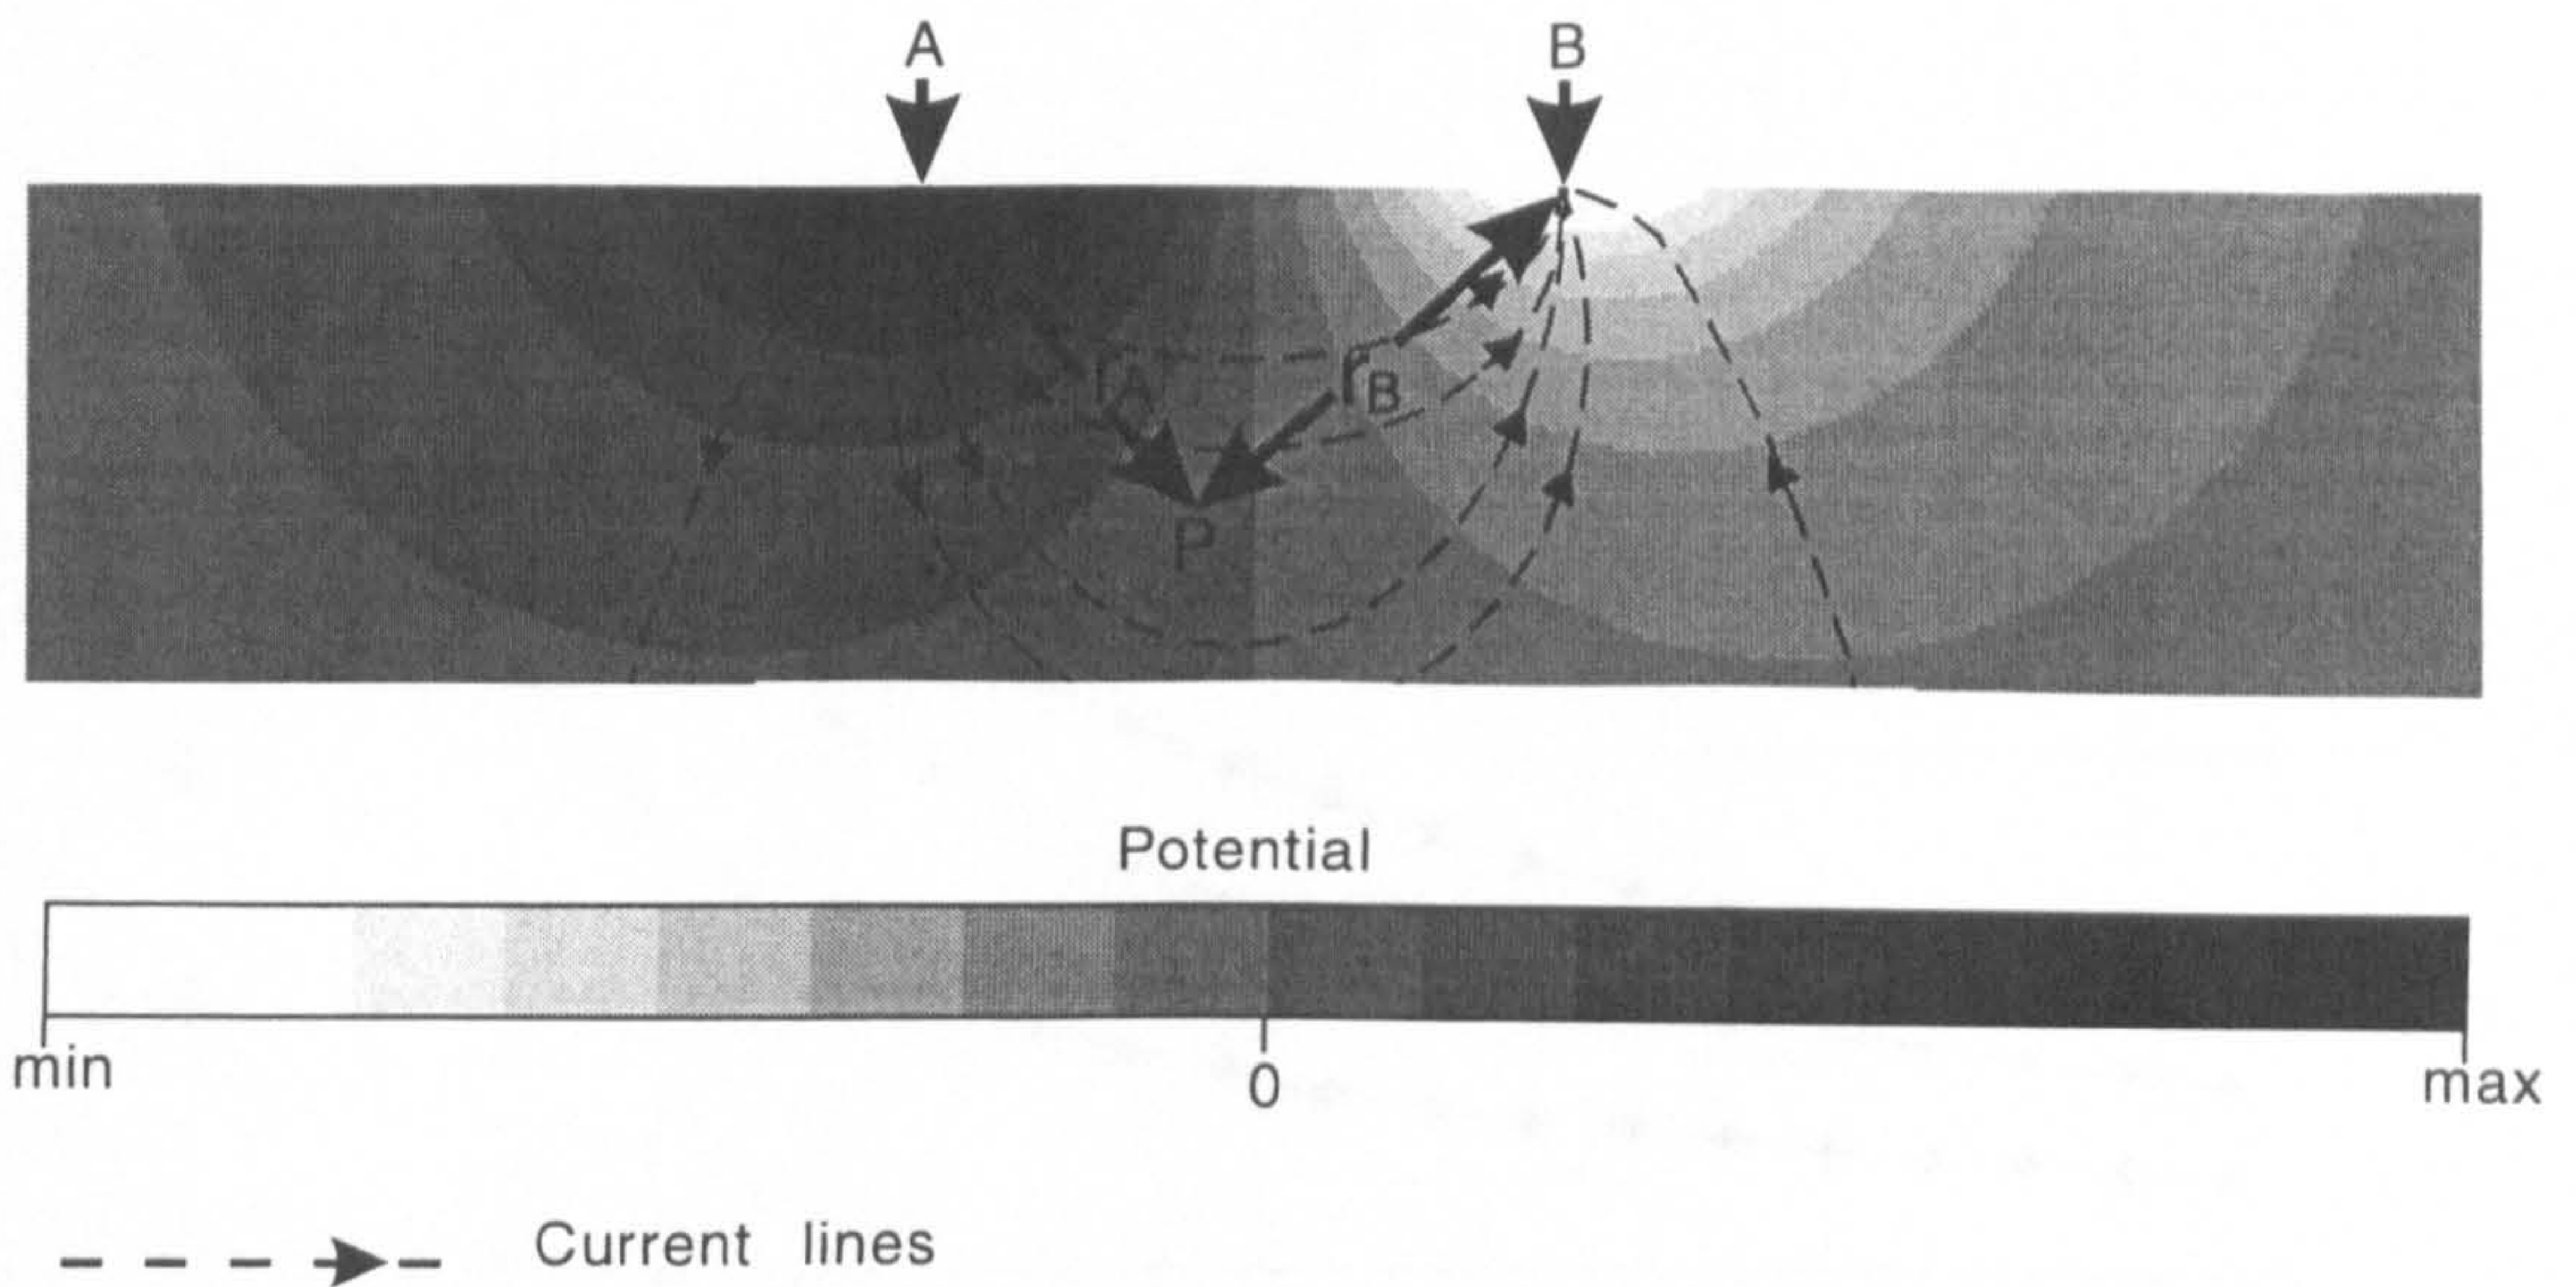 A B
rA rB
P
Potential
min 0 max
Current lines